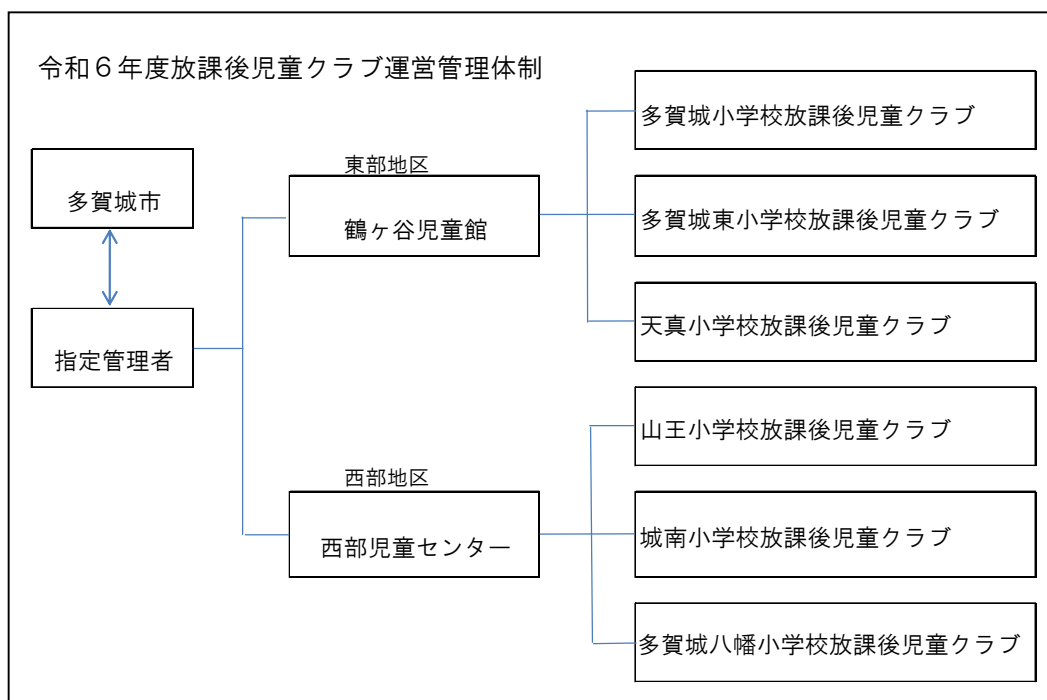 令和６年度放課後児童クラブ運営管理体制
多賀城市
指定管理者
東部地区
鶴ヶ谷児童館
西部地区
西部児童センター
多賀城小学校放課後児童クラブ
多賀城東小学校放課後児童クラブ
天真小学校放課後児童クラブ
山王小学校放課後児童クラブ
城南小学校放課後児童クラブ
多賀城八幡小学校放課後児童クラブ